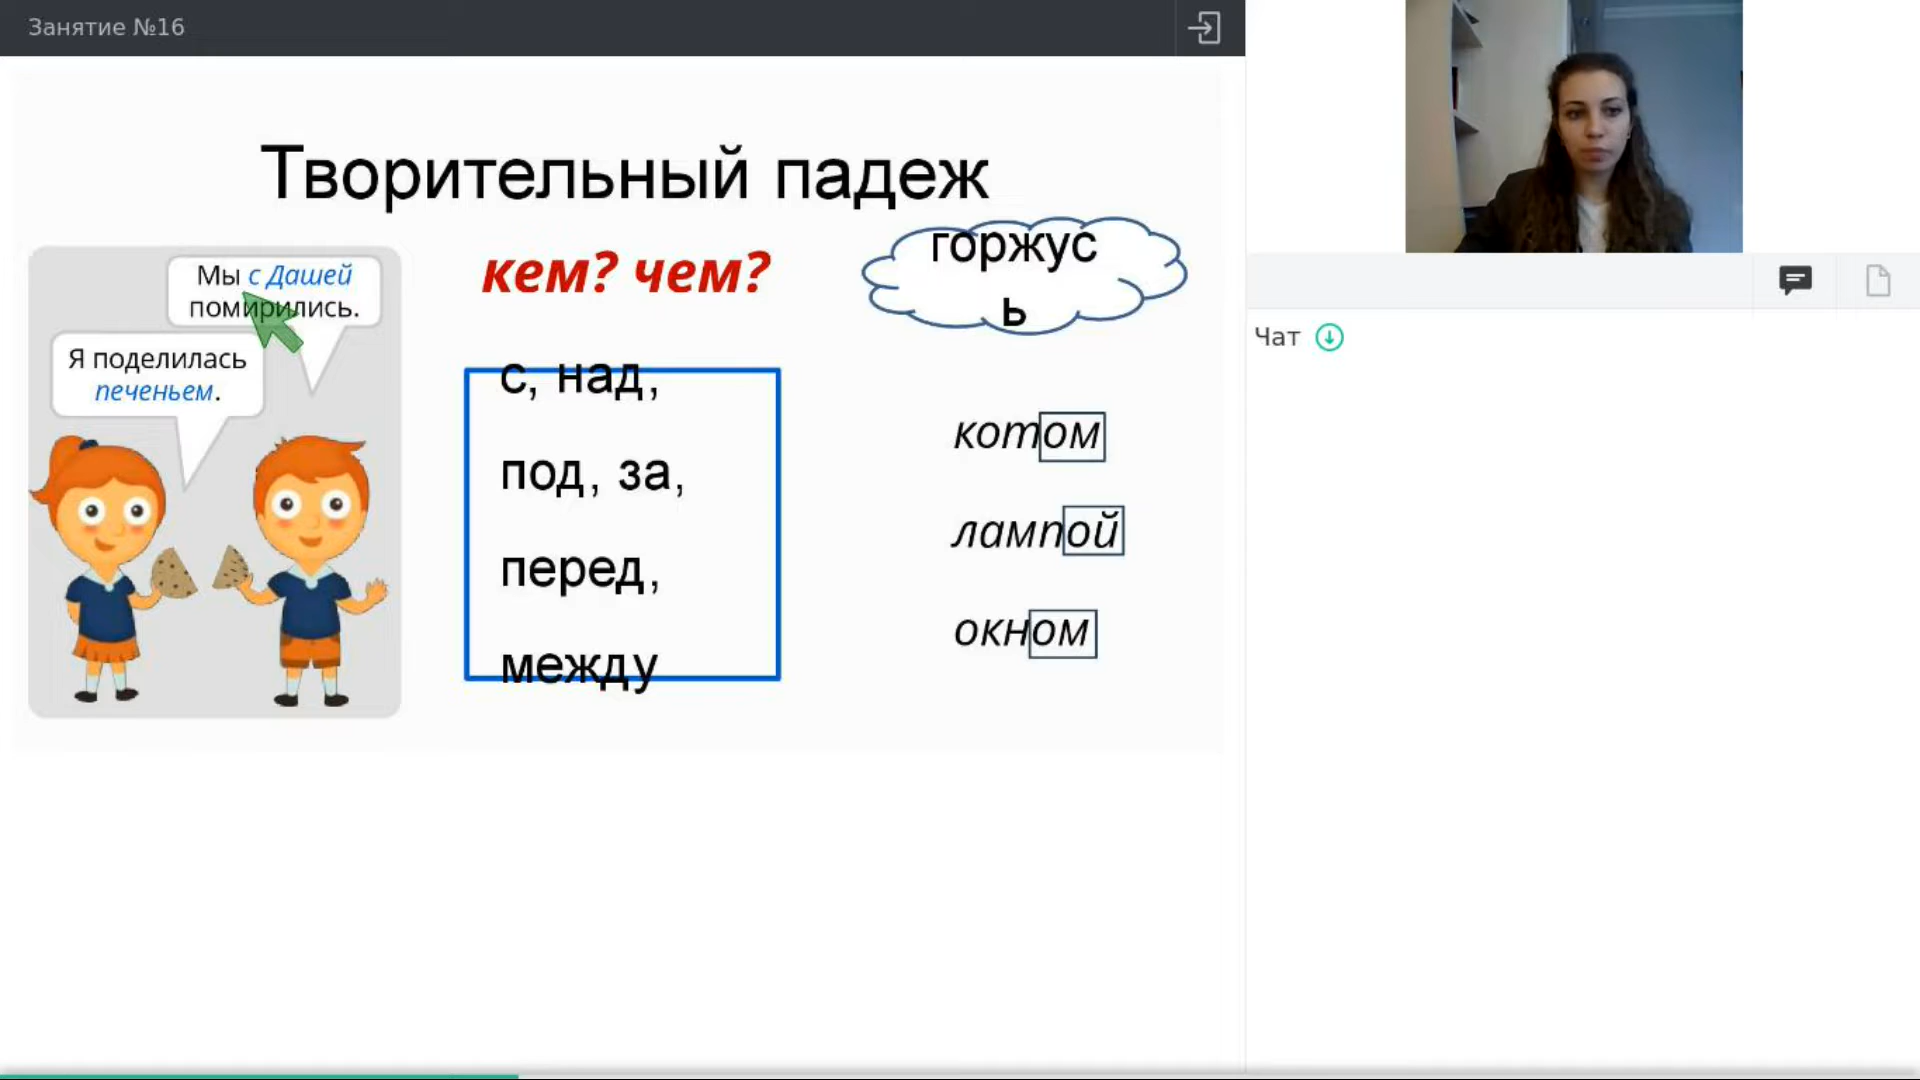 Занятие №16
Творительный падеж
Мы с Дашей
помирились.
Я поделилась
печеньем.
кем? чем?
горжус
ь
с, над,
под, за,
перед,
между
котом
лампой
окном
Чат